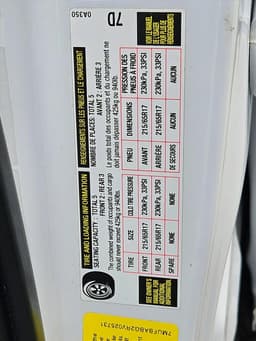 TIRE AND LOADING INFORMATION
SEATING CAPACITY - TOTAL 5
FRONT 2 : REAR 3
The combined weight of occupants and cargo
should never exceed 425kg or 940lb.
TIRE SIZE COLD TIRE PRESSURE
FRONT 215/65R17 230kPa, 33PSI
REAR 215/65R17 230kPa, 33PSI
SPARE NONE NONE
SEE OWNER'S
MANUAL FOR
ADDITIONAL
INFORMATION
RENSEIGNEMENTS SUR LES PNEUS ET LE CHARGEMENT
NOMBRE DE PLACES: TOTAL 5
AVANT 2 : ARRIÈRE 3
Le poids total des occupants et du chargement ne
doit jamais dépasser 425kg ou 940lb.
PNEU DIMENSIONS PRESSION DES
PNEUS À FROID
AVANT 215/65R17 230kPa, 33PSI
ARRIÈRE 215/65R17 230kPa, 33PSI
DE SECOURS AUCUN AUCUN
VOIR LE MANUEL
DE L'USAGER
POUR PLUS DE
RENSEIGNEMENTS
7D
0A350
7MUFBABG2RV025731